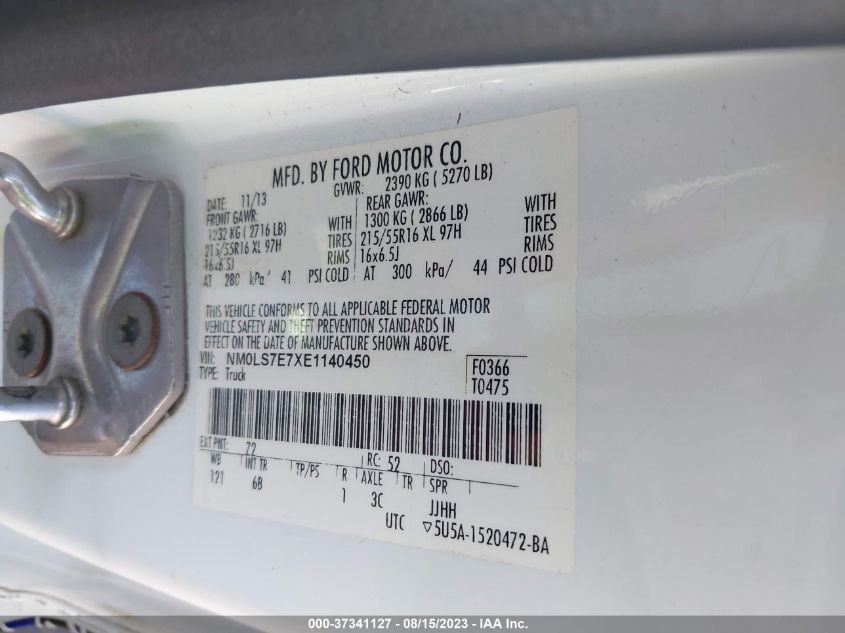 MFD. BY FORD MOTOR CO.
DATE: 11/13 GVWR: 2390 KG ( 5270 LB)
FRONT GAWR: REAR GAWR: WITH
1232 KG ( 2716 LB) WITH 1300 KG ( 2866 LB) TIRES
215/55R16 XL 97H TIRES 215/55R16 XL 97H RIMS
16x6.5J RIMS 16x6.5J
AT 280 kPa/ 41 PSI COLD AT 300 kPa/ 44 PSI COLD
THIS VEHICLE CONFORMS TO ALL APPLICABLE FEDERAL MOTOR
VEHICLE SAFETY AND THEFT PREVENTION STANDARDS IN
EFFECT ON THE DATE OF MANUFACTURE SHOWN ABOVE.
VIN: NM0LS7E7XE1140450 F0366
TYPE: Truck T0475
EXT PNT: 72 RC: 52 DSO:
WB INT TR TP/PS R AXLE TR SPR
121 6B 1 3C JJHH
UTC ▽5U5A-1520472-BA
000-37341127 - 08/15/2023 - IAA Inc.